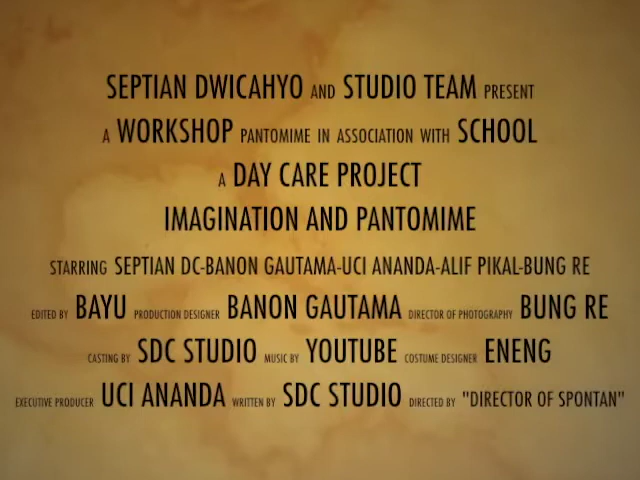 SEPTIAN DWICAHYO AND STUDIO TEAM PRESENT
A WORKSHOP PANTOMIME IN ASSOCIATION WITH SCHOOL
A DAY CARE PROJECT
IMAGINATION AND PANTOMIME
STARRING SEPTIAN DC-BANON GAUTAMA-UCI ANANDA-ALIF PIKAL-BUNG RE
EDITED BY BAYU PRODUCTION DESIGNER BANON GAUTAMA DIRECTOR OF PHOTOGRAPHY BUNG RE
CASTING BY SDC STUDIO MUSIC BY YOUTUBE COSTUME DESIGNER ENENG
EXECUTIVE PRODUCER UCI ANANDA WRITTEN BY SDC STUDIO DIRECTED BY "DIRECTOR OF SPONTAN"